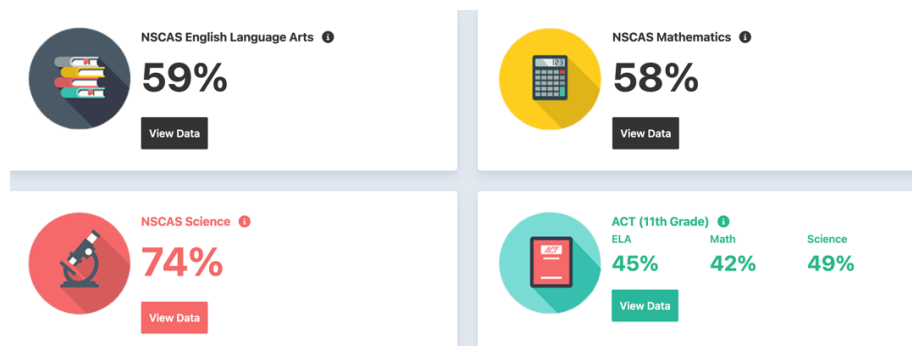 NSCAS English Language Arts
59%
View Data
NSCAS Mathematics
123
58%
View Data
NSCAS Science
74%
View Data
ACT (11th Grade)
ACT
ELA Math Science
45% 42% 49%
View Data